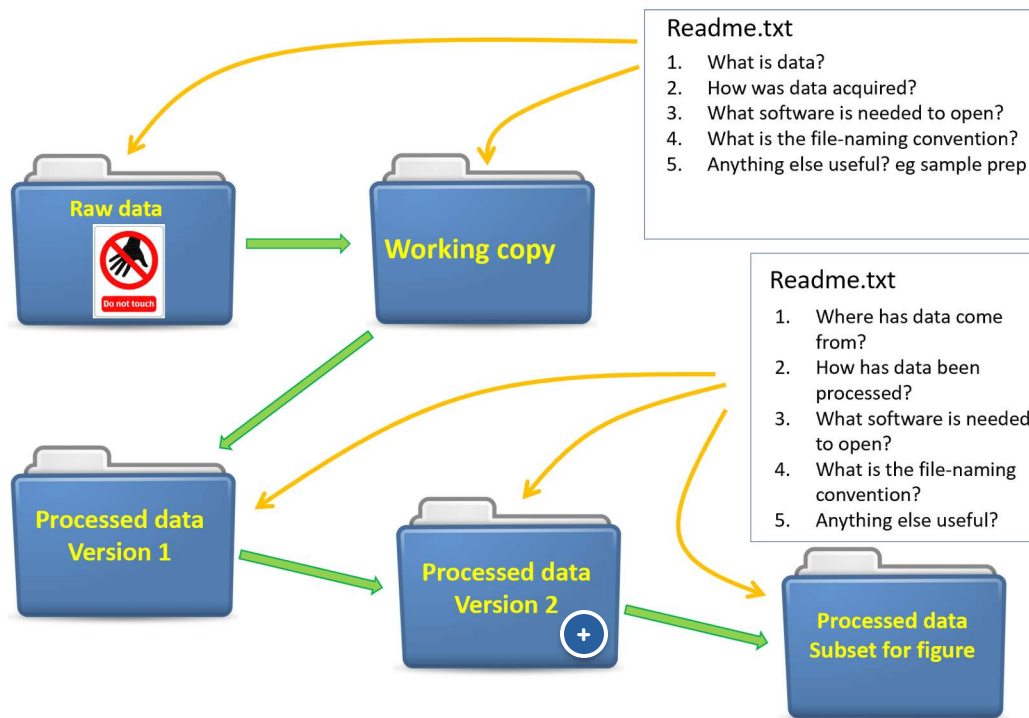 Readme.txt
1. What is data?
2. How was data acquired?
3. What software is needed to open?
4. What is the file-naming convention?
5. Anything else useful? eg sample prep
Raw data
Do not touch
Working copy
Readme.txt
1. Where has data come
from?
2. How has data been
processed?
3. What software is needed
to open?
4. What is the file-naming
convention?
5. Anything else useful?
Processed data
Version 1
Processed data
Version 2
+
Processed data
Subset for figure